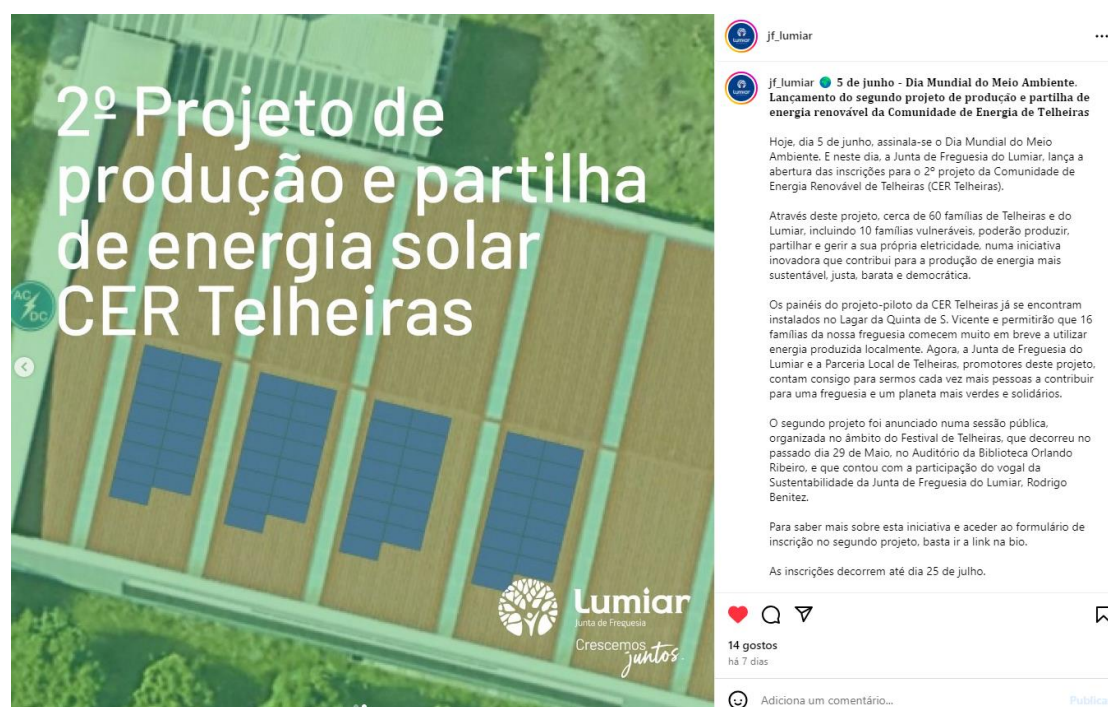 2º Projeto de
produção e partilha
de energia solar
CER Telheiras
AC
DC
Lumiar
Junta de Freguesia
Crescemos
juntos.
jf_lumiar
jf_lumiar 🌎 5 de junho - Dia Mundial do Meio Ambiente.
Lançamento do segundo projeto de produção e partilha de
energia renovável da Comunidade de Energia de Telheiras
Hoje, dia 5 de junho, assinala-se o Dia Mundial do Meio
Ambiente. E neste dia, a Junta de Freguesia do Lumiar, lança a
abertura das inscrições para o 2º projeto da Comunidade de
Energia Renovável de Telheiras (CER Telheiras).
Através deste projeto, cerca de 60 famílias de Telheiras e do
Lumiar, incluindo 10 famílias vulneráveis, poderão produzir,
partilhar e gerir a sua própria eletricidade, numa iniciativa
inovadora que contribui para a produção de energia mais
sustentável, justa, barata e democrática.
Os painéis do projeto-piloto da CER Telheiras já se encontram
instalados no Lagar da Quinta de S. Vicente e permitirão que 16
famílias da nossa freguesia comecem muito em breve a utilizar
energia produzida localmente. Agora, a Junta de Freguesia do
Lumiar e a Parceria Local de Telheiras, promotores deste projeto,
contam consigo para sermos cada vez mais pessoas a contribuir
para uma freguesia e um planeta mais verdes e solidários.
O segundo projeto foi anunciado numa sessão pública,
organizada no âmbito do Festival de Telheiras, que decorreu no
passado dia 29 de Maio, no Auditório da Biblioteca Orlando
Ribeiro, e que contou com a participação do vogal da
Sustentabilidade da Junta de Freguesia do Lumiar, Rodrigo
Benitez.
Para saber mais sobre esta iniciativa e aceder ao formulário de
inscrição no segundo projeto, basta ir a link na bio.
As inscrições decorrem até dia 25 de julho.
14 gostos
há 7 dias
Adiciona um comentário...
Publica